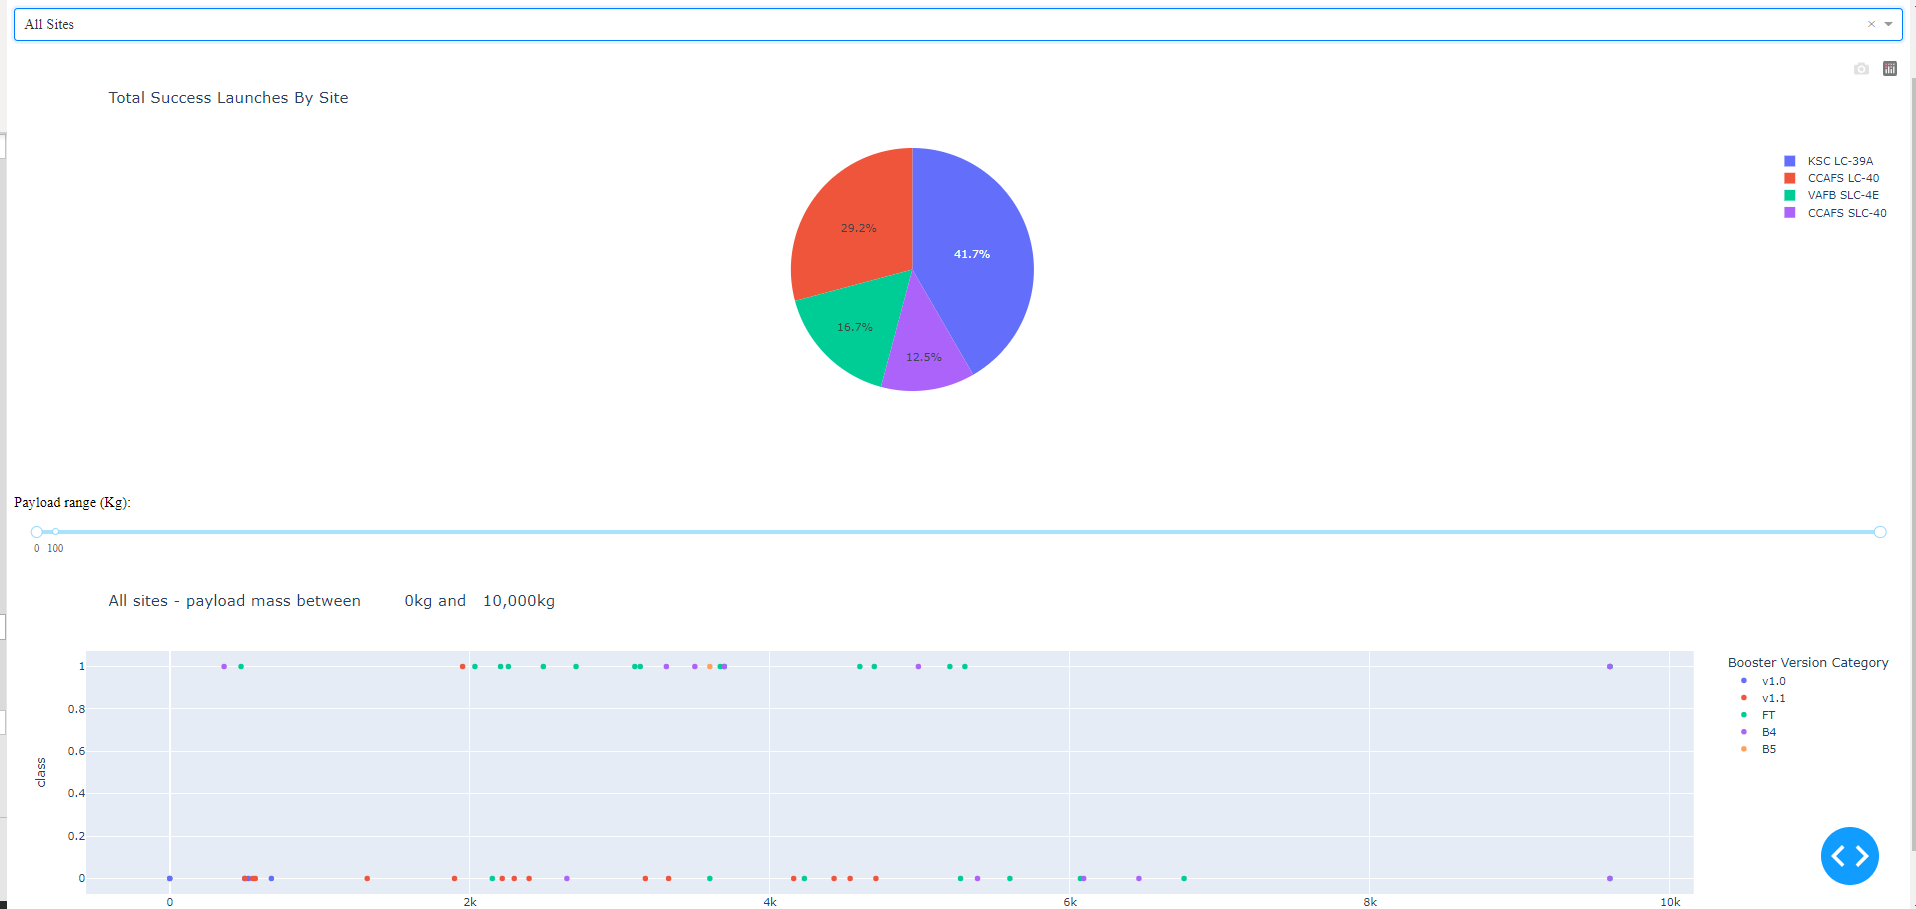 All Sites
Total Success Launches By Site
KSC LC-39A
CCAFS LC-40
VAFB SLC-4E
CCAFS SLC-40
29.2%
41.7%
16.7%
12.5%
Payload range (Kg):
0 100
All sites - payload mass between 0kg and 10,000kg
Booster Version Category
v1.0
v1.1
FT
B4
B5
class
1
0.8
0.6
0.4
0.2
0
0 2k 4k 6k 8k 10k